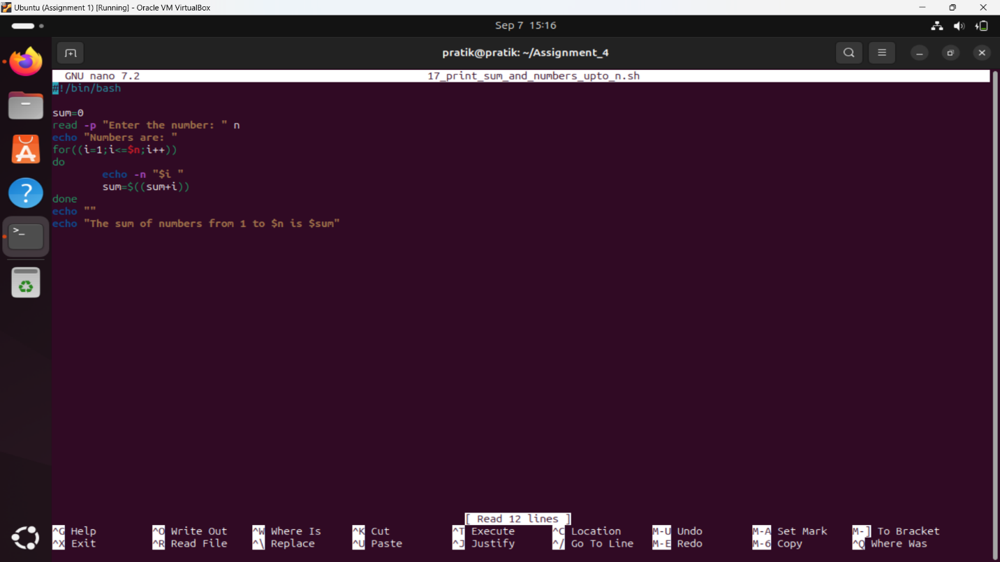 Ubuntu (Assignment 1) [Running] - Oracle VM VirtualBox
Sep 7 15:16
pratik@pratik: ~/Assignment_4
GNU nano 7.2 17_print_sum_and_numbers_upto_n.sh
#!/bin/bash
sum=0
read -p "Enter the number: " n
echo "Numbers are: "
for((i=1;i<=$n;i++))
do
echo -n "$i "
sum=$((sum+i))
done
echo ""
echo "The sum of numbers from 1 to $n is $sum"
[ Read 12 lines ]
^G Help ^O Write Out ^W Where Is ^K Cut ^T Execute ^C Location M-U Undo M-A Set Mark M-] To Bracket
^X Exit ^R Read File ^\ Replace ^U Paste ^J Justify ^/ Go To Line M-E Redo M-6 Copy ^Q Where Was